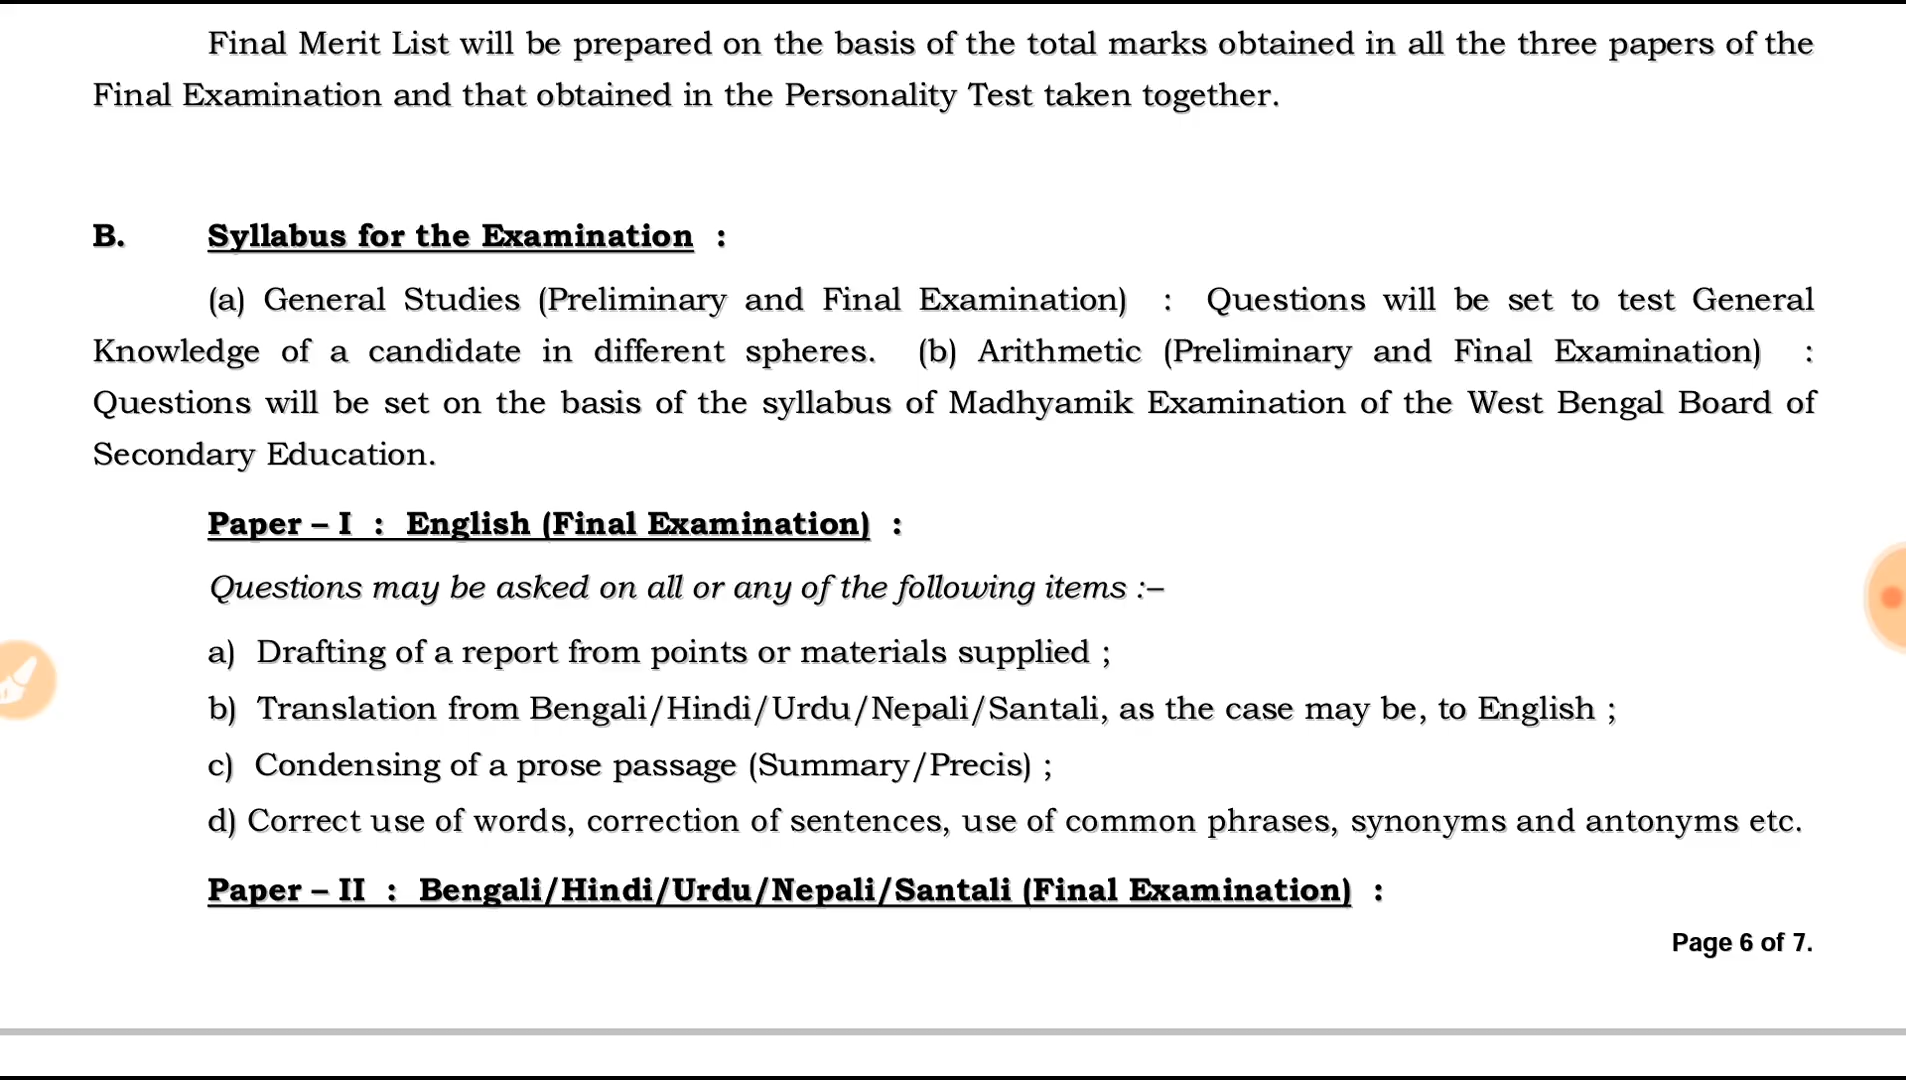 Final Merit List will be prepared on the basis of the total marks obtained in all the three papers of the
Final Examination and that obtained in the Personality Test taken together.
B. Syllabus for the Examination :
(a) General Studies (Preliminary and Final Examination) : Questions will be set to test General
Knowledge of a candidate in different spheres. (b) Arithmetic (Preliminary and Final Examination) :
Questions will be set on the basis of the syllabus of Madhyamik Examination of the West Bengal Board of
Secondary Education.
Paper – I : English (Final Examination) :
Questions may be asked on all or any of the following items :–
a) Drafting of a report from points or materials supplied ;
b) Translation from Bengali/Hindi/Urdu/Nepali/Santali, as the case may be, to English ;
c) Condensing of a prose passage (Summary/Precis) ;
d) Correct use of words, correction of sentences, use of common phrases, synonyms and antonyms etc.
Paper – II : Bengali/Hindi/Urdu/Nepali/Santali (Final Examination) :
Page 6 of 7.